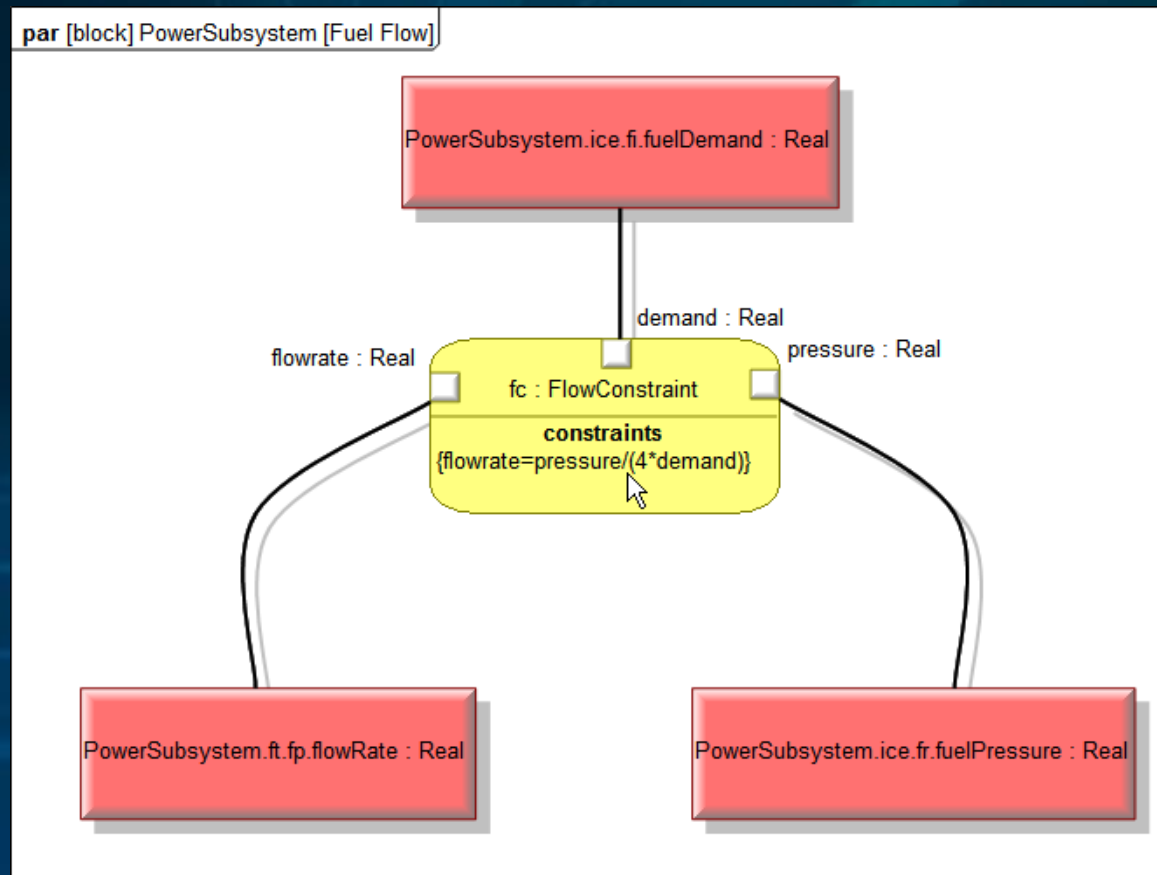 par [block] PowerSubsystem [Fuel Flow]
PowerSubsystem.ice.fi.fuelDemand : Real
demand : Real
flowrate : Real
pressure : Real
fc : FlowConstraint
constraints
{flowrate=pressure/(4*demand)}
PowerSubsystem.ft.fp.flowRate : Real
PowerSubsystem.ice.fr.fuelPressure : Real